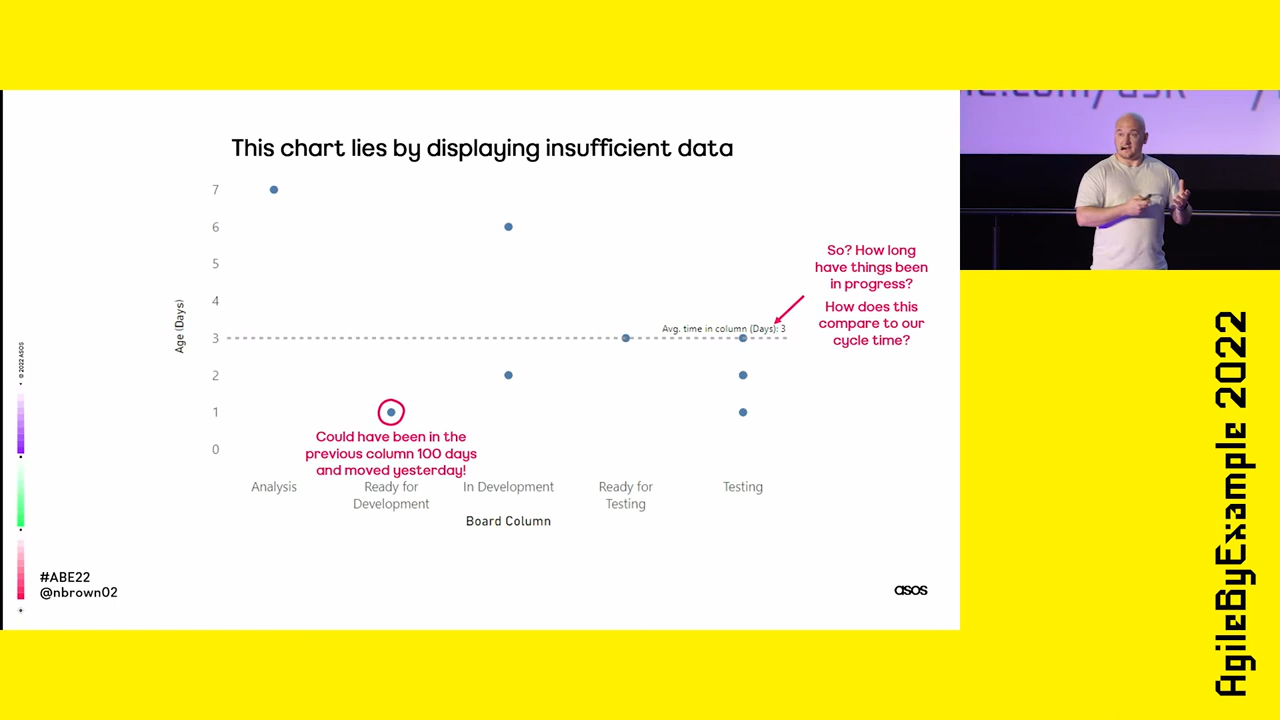 This chart lies by displaying insufficient data
7
6
5
4
3
2
1
0
Age (Days)
Avg. time in column (Days): 3
So? How long
have things been
in progress?
How does this
compare to our
cycle time?
Could have been in the
previous column 100 days
and moved yesterday!
Analysis
Ready for
Development
In Development
Ready for
Testing
Testing
Board Column
© 2022 ASOS
#ABE22
@nbrown02
asos
AgileByExample 2022